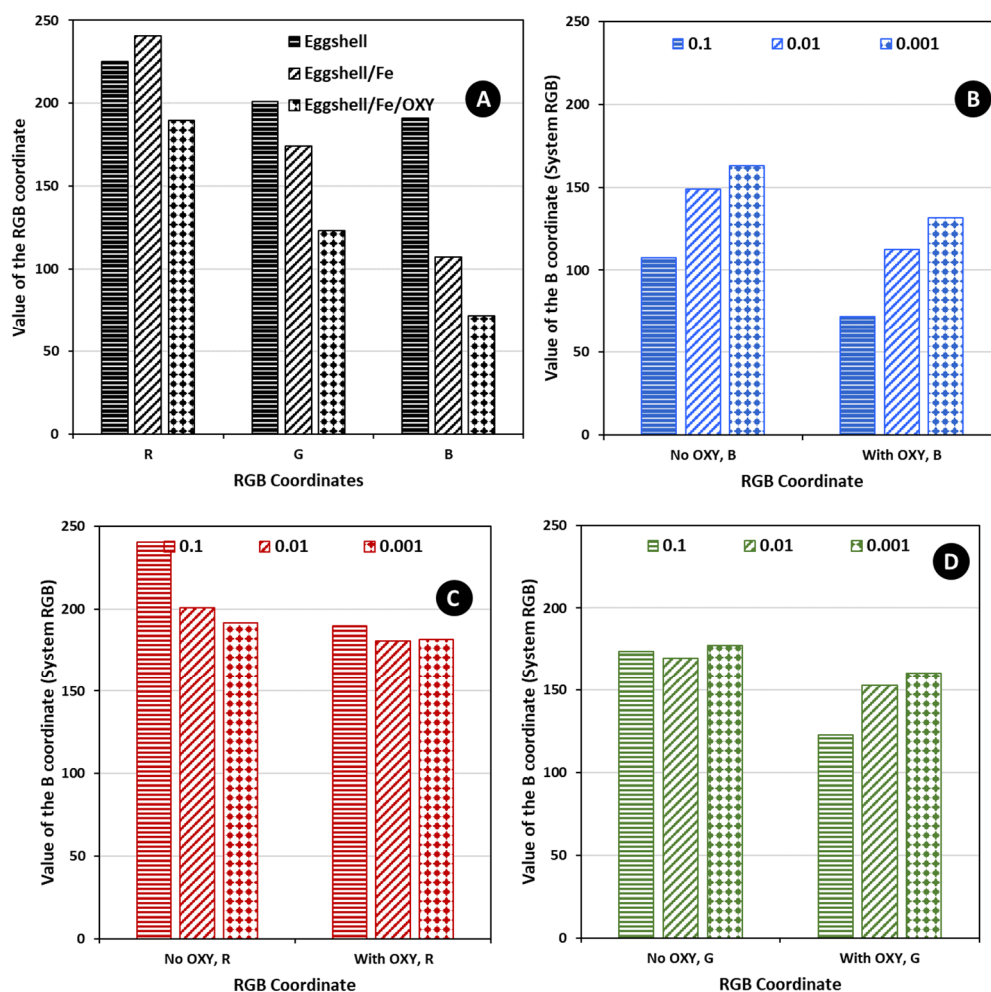 250
200
150
100
50
0
Value of the RGB coordinate
Eggshell
Eggshell/Fe
Eggshell/Fe/OXY
A
R G B
RGB Coordinates
250
200
150
100
50
0
Value of the B coordinate (System RGB)
0.1 0.01 0.001
B
No OXY, B With OXY, B
RGB Coordinate
250
200
150
100
50
0
Value of the B coordinate (System RGB)
0.1 0.01 0.001
C
No OXY, R With OXY, R
RGB Coordinate
250
200
150
100
50
0
Value of the B coordinate (System RGB)
0.1 0.01 0.001
D
No OXY, G With OXY, G
RGB Coordinate